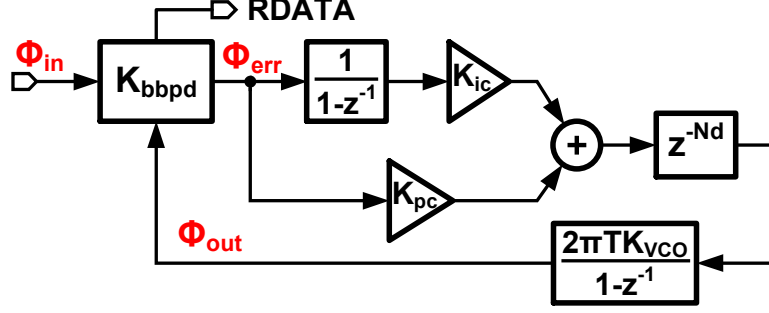 RDATA
Φin
Kbbpd
Φerr
1
1-z-1
Kic
+
z-Nd
Kpc
Φout
2πTKVCO
1-z-1